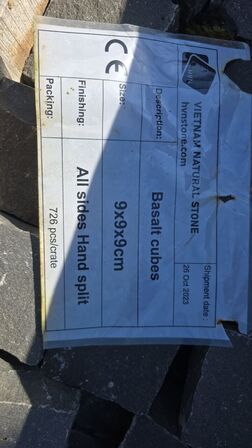 VIETNAM NATURAL STONE
hvnstone.com
Shipment date :
26 Oct 2023
Description:
Basalt cubes
Size:
9x9x9cm
CE
Finishing:
All sides Hand split
Packing:
726 pcs/crate